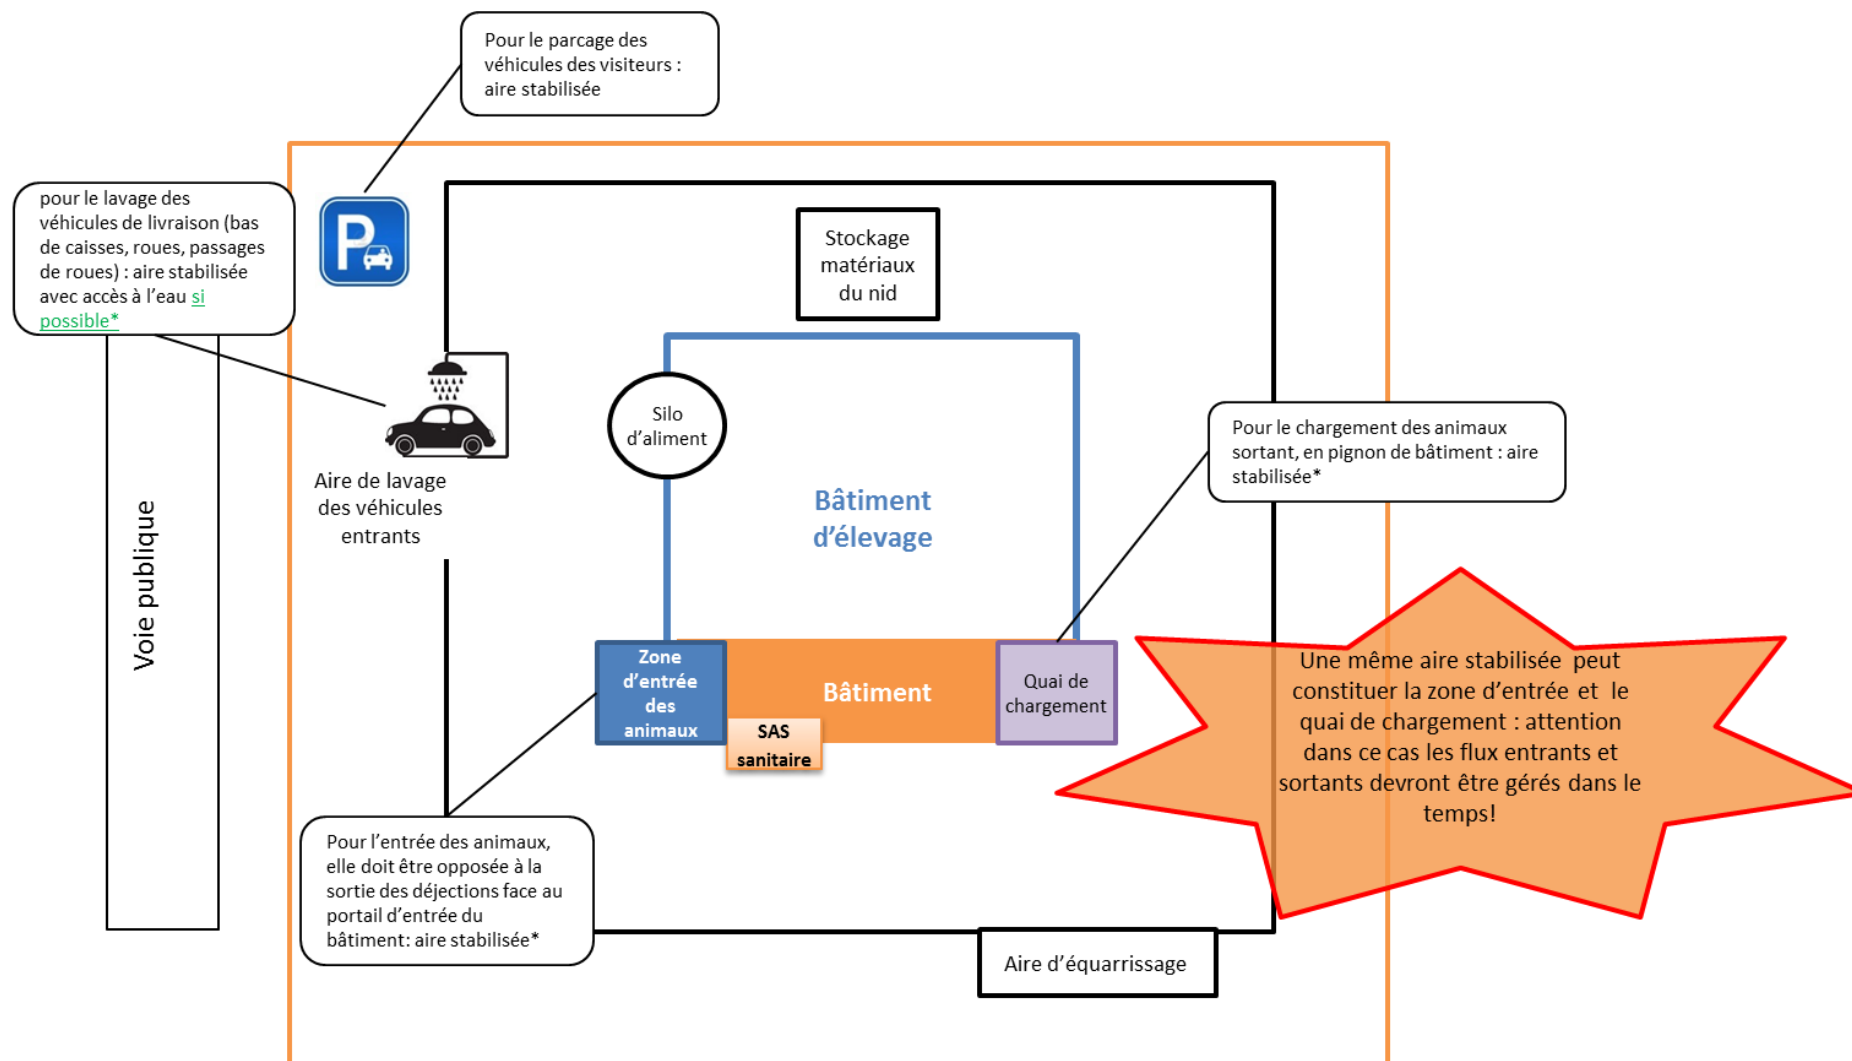 Pour le parcage des
véhicules des visiteurs :
aire stabilisée
pour le lavage des
véhicules de livraison (bas
de caisses, roues, passages
de roues) : aire stabilisée
avec accès à l’eau si
possible*
P
Stockage
matériaux
du nid
Silo
d’aliment
Aire de lavage
des véhicules
entrants
Voie publique
Bâtiment
d’élevage
Pour le chargement des animaux
sortant, en pignon de bâtiment : aire
stabilisée*
Zone
d’entrée
des
animaux
Bâtiment
SAS
sanitaire
Quai de
chargement
Une même aire stabilisée peut
constituer la zone d’entrée et le
quai de chargement : attention
dans ce cas les flux entrants et
sortants devront être gérés dans le
temps!
Pour l’entrée des animaux,
elle doit être opposée à la
sortie des déjections face au
portail d’entrée du
bâtiment: aire stabilisée*
Aire d’équarrissage